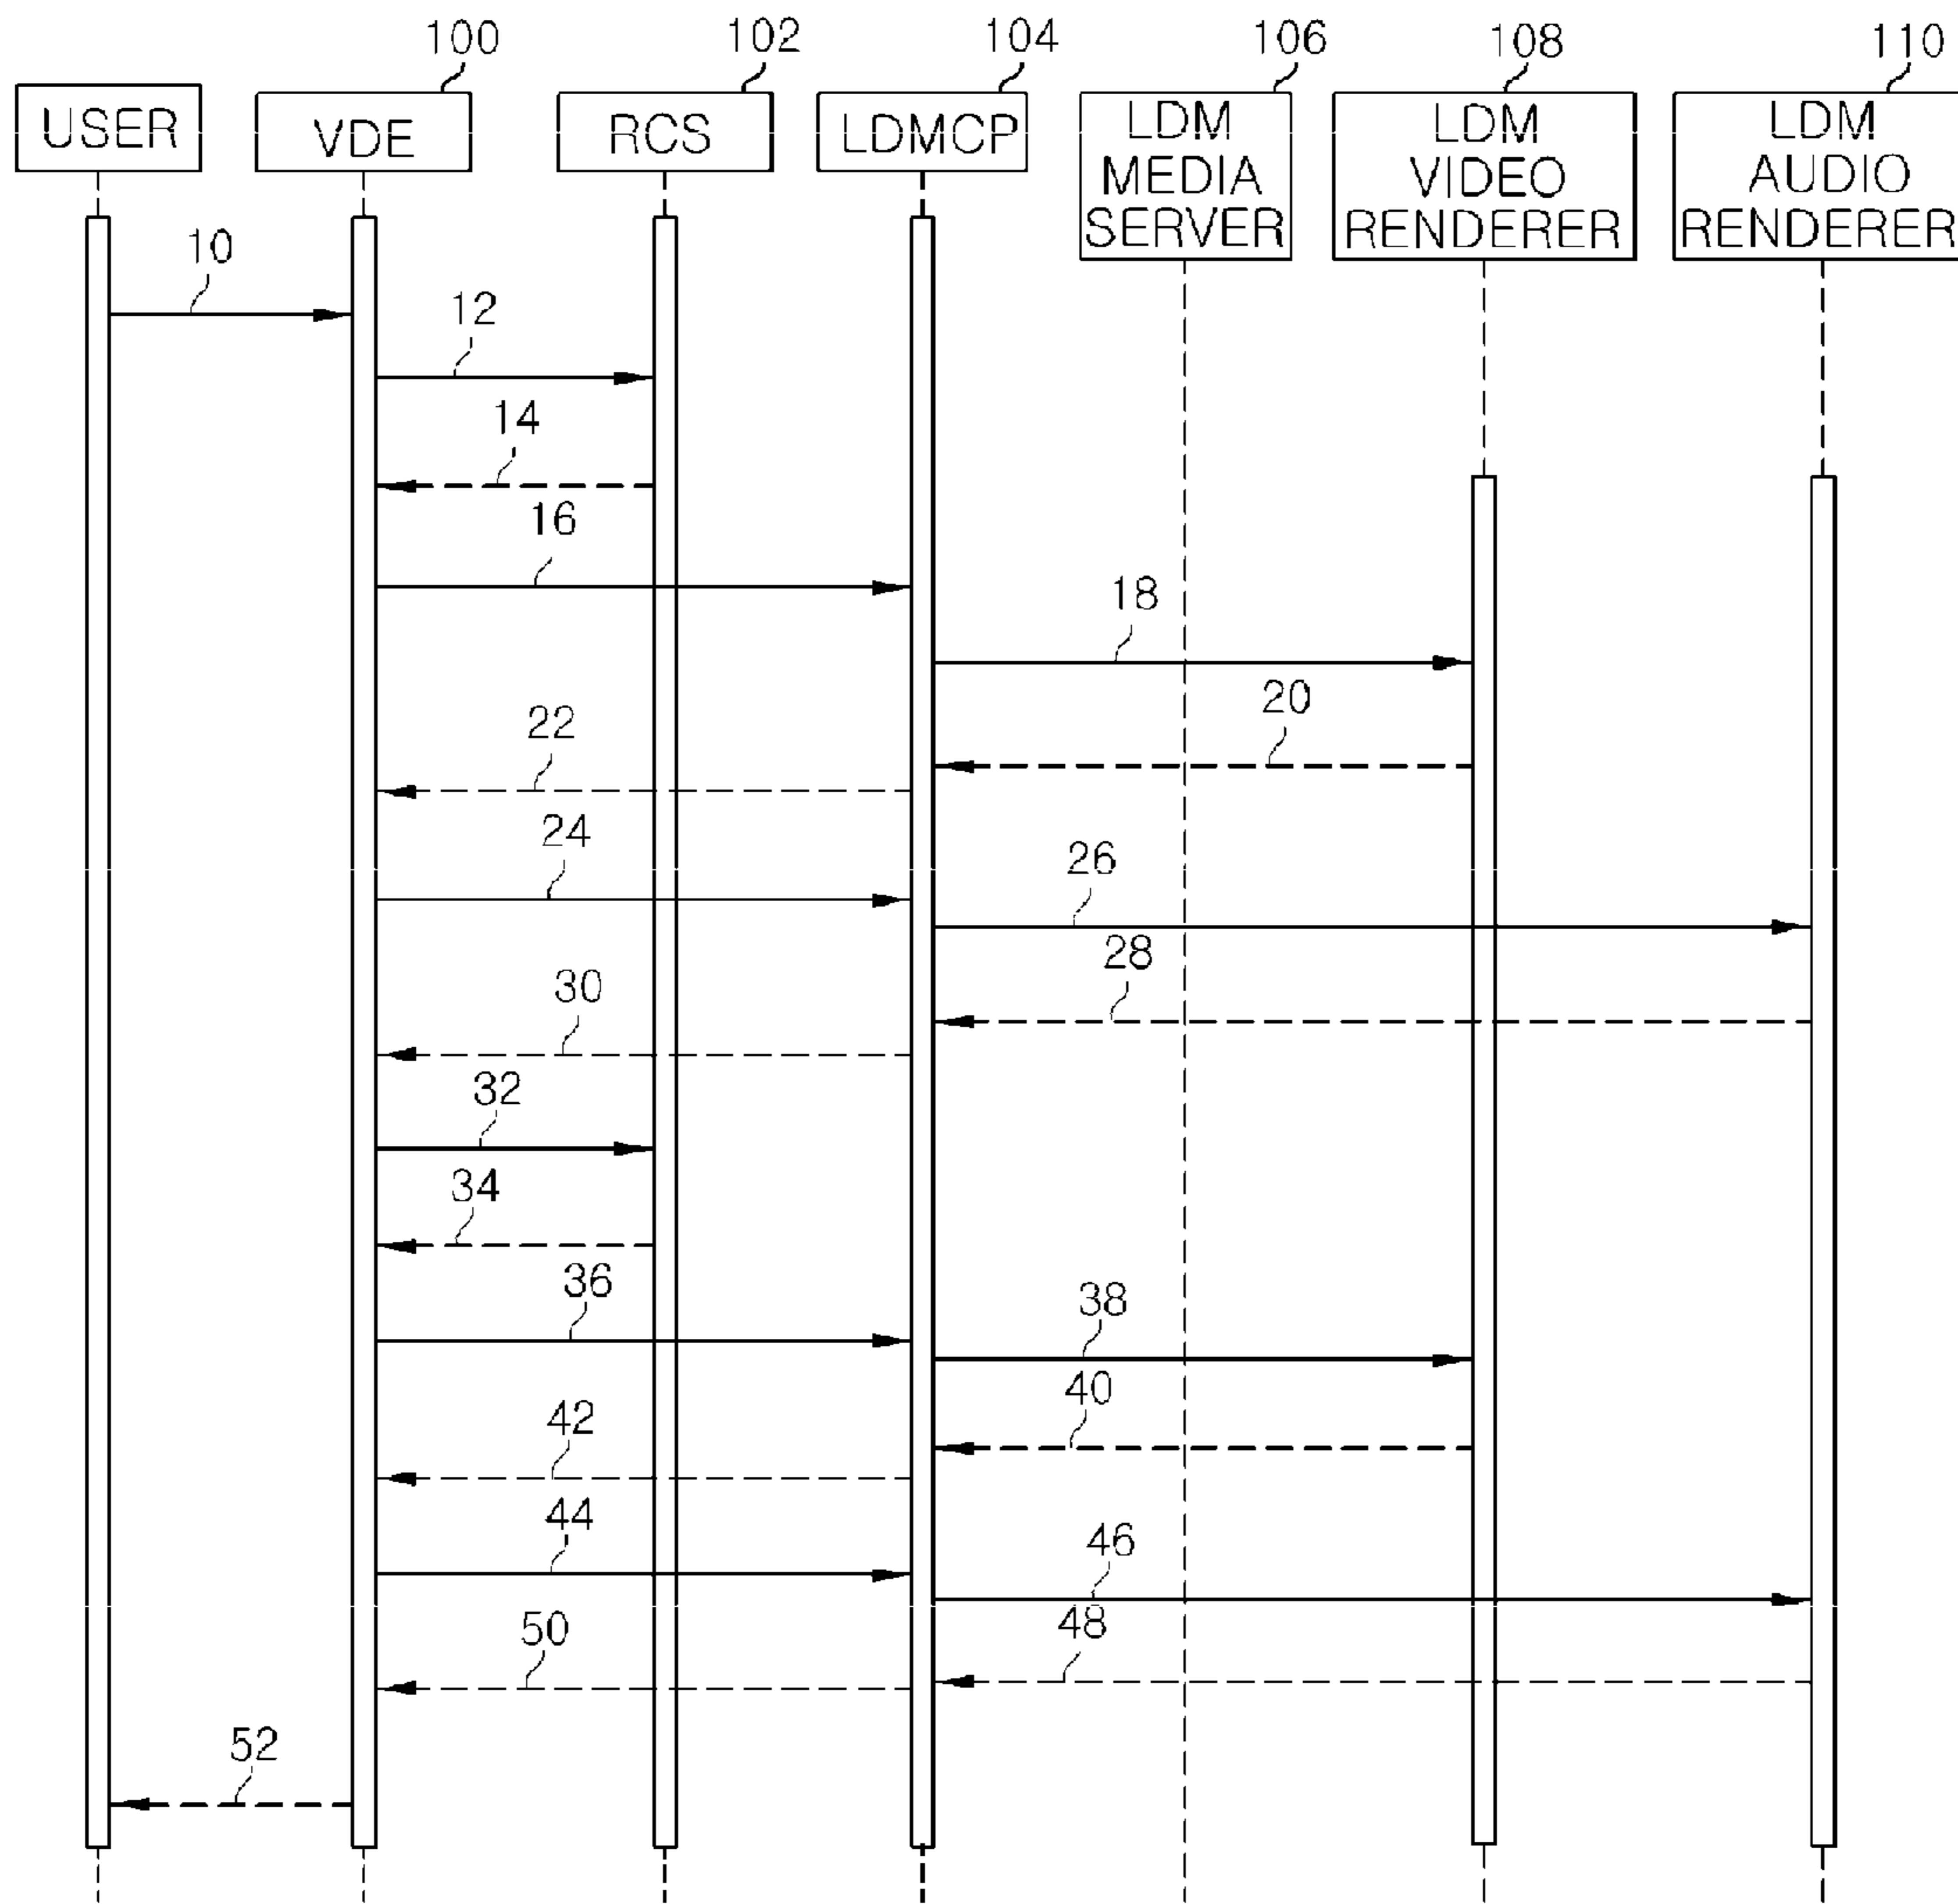 100
102
104
106
108
110
USER
VDE
RCS
LDMCP
LDM
MEDIA
SERVER
LDM
VIDEO
RENDERER
LDM
AUDIO
RENDERER
10
12
14
16
18
20
22
24
26
28
30
32
34
36
38
40
42
44
46
48
50
52